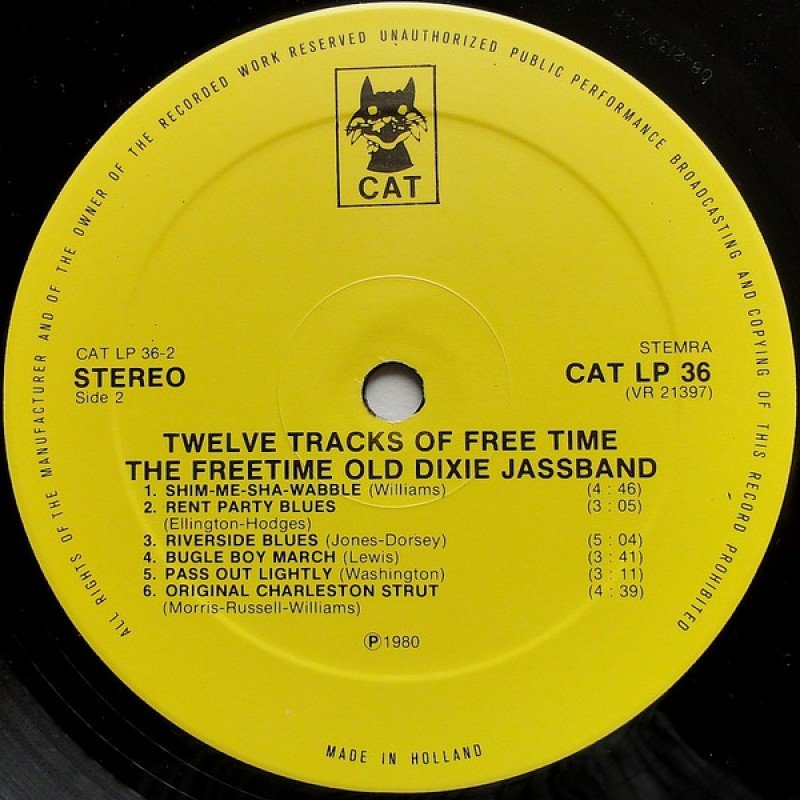 ALL RIGHTS OF THE MANUFACTURER AND OF THE OWNER OF THE RECORDED WORK RESERVED UNAUTHORIZED PUBLIC PERFORMANCE BROADCASTING AND COPYING OF THIS RECORD PROHIBITED
CAT
CAT LP 36-2
STEREO
Side 2
STEMRA
CAT LP 36
(VR 21397)
TWELVE TRACKS OF FREE TIME
THE FREETIME OLD DIXIE JASSBAND
1. SHIM-ME-SHA-WABBLE (Williams) (4 : 46)
2. RENT PARTY BLUES (3 : 05)
(Ellington-Hodges)
3. RIVERSIDE BLUES (Jones-Dorsey) (5 : 04)
4. BUGLE BOY MARCH (Lewis) (3 : 41)
5. PASS OUT LIGHTLY (Washington) (3 : 11)
6. ORIGINAL CHARLESTON STRUT (4 : 39)
(Morris-Russell-Williams)
Ⓟ1980
MADE IN HOLLAND